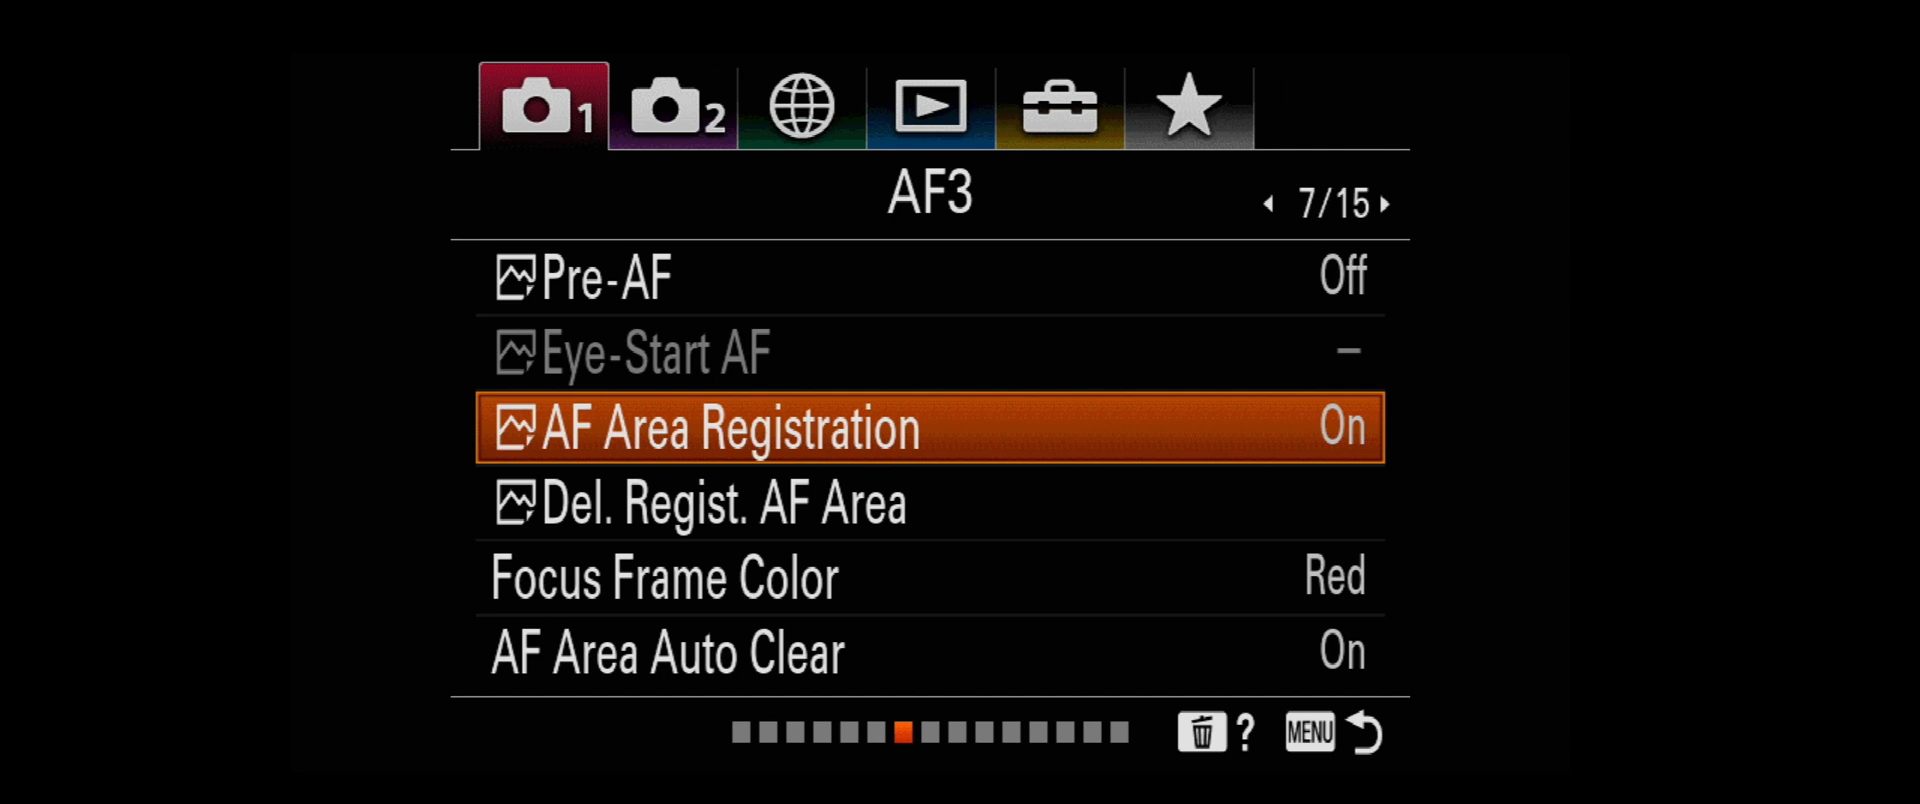 1 2
AF3
7/15
Pre-AF Off
Eye-Start AF –
AF Area Registration On
Del. Regist. AF Area
Focus Frame Color Red
AF Area Auto Clear On
? MENU